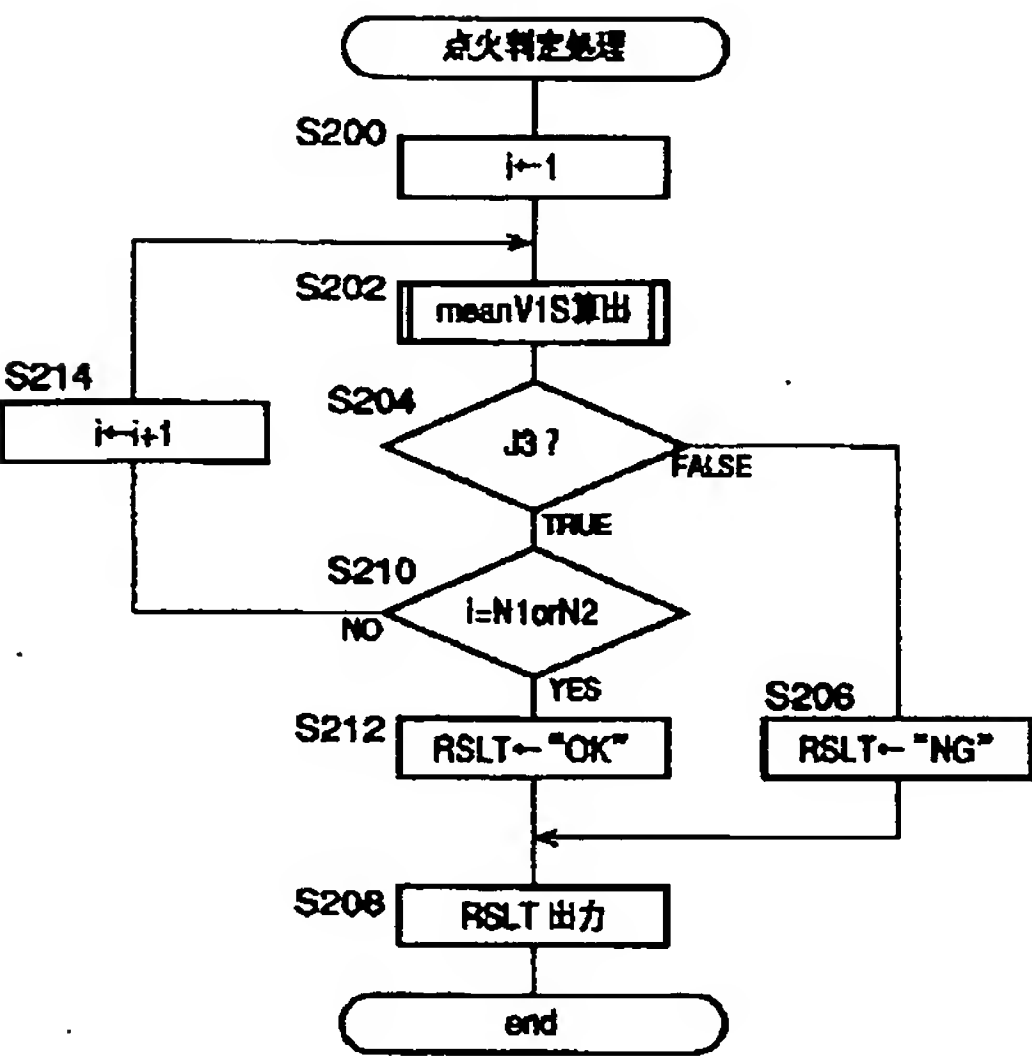 点火判定処理
S200
i←1
S202
meanV1S算出
S214
i←i+1
S204
J3?
FALSE
TRUE
S210
i=N1orN2
NO
YES
S212
RSLT←"OK"
S206
RSLT←"NG"
S208
RSLT 出力
end